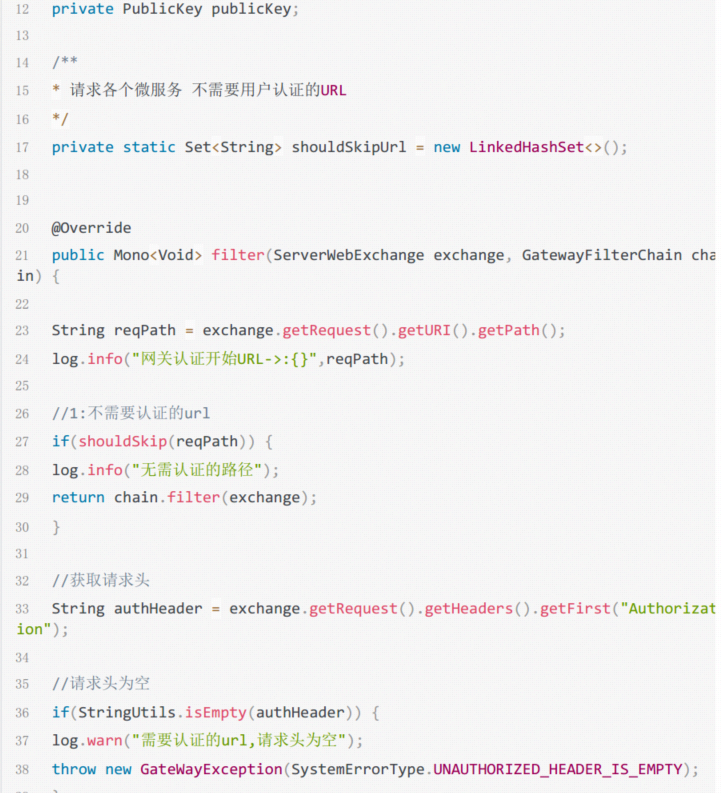 12 private PublicKey publicKey;
13
14 /**
15 * 请求各个微服务 不需要用户认证的URL
16 */
17 private static Set<String> shouldSkipUrl = new LinkedHashSet<>();
18
19
20 @Override
21 public Mono<Void> filter(ServerWebExchange exchange, GatewayFilterChain cha
in) {
22
23 String reqPath = exchange.getRequest().getURI().getPath();
24 log.info("网关认证开始URL->:{}",reqPath);
25
26 //1:不需要认证的url
27 if(shouldSkip(reqPath)) {
28 log.info("无需认证的路径");
29 return chain.filter(exchange);
30 }
31
32 //获取请求头
33 String authHeader = exchange.getRequest().getHeaders().getFirst("Authorizat
ion");
34
35 //请求头为空
36 if(StringUtils.isEmpty(authHeader)) {
37 log.warn("需要认证的url,请求头为空");
38 throw new GateWayException(SystemErrorType.UNAUTHORIZED_HEADER_IS_EMPTY);